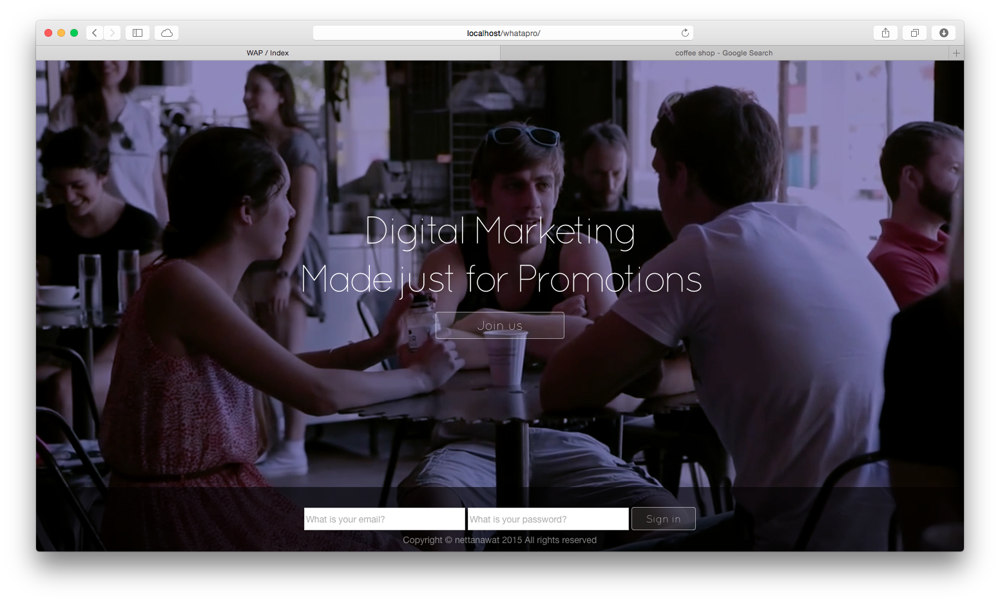 localhost/whatapro/
WAP / Index
coffee shop - Google Search
Digital Marketing
Made just for Promotions
Join us
What is your email?
What is your password?
Sign in
Copyright © nettanawat 2015 All rights reserved